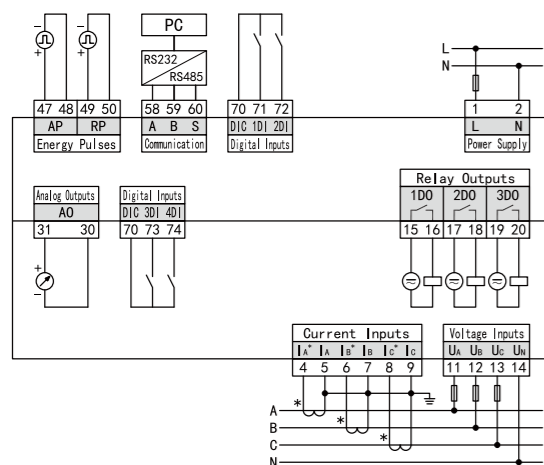 PC
RS232
RS485
L
N
47 48 49 50
AP RP
Energy Pulses
58 59 60
A B S
Communication
70 71 72
DIC 1DI 2DI
Digital Inputs
1 2
L N
Power Supply
Analog Outputs
AO
31 30
Digital Inputs
DIC 3DI 4DI
70 73 74
Relay Outputs
1DO 2DO 3DO
15 16 17 18 19 20
+
-
Current Inputs
IA* IA IB* IB IC* IC
4 5 6 7 8 9
Voltage Inputs
UA UB UC UN
11 12 13 14
*
*
*
A
B
C
N